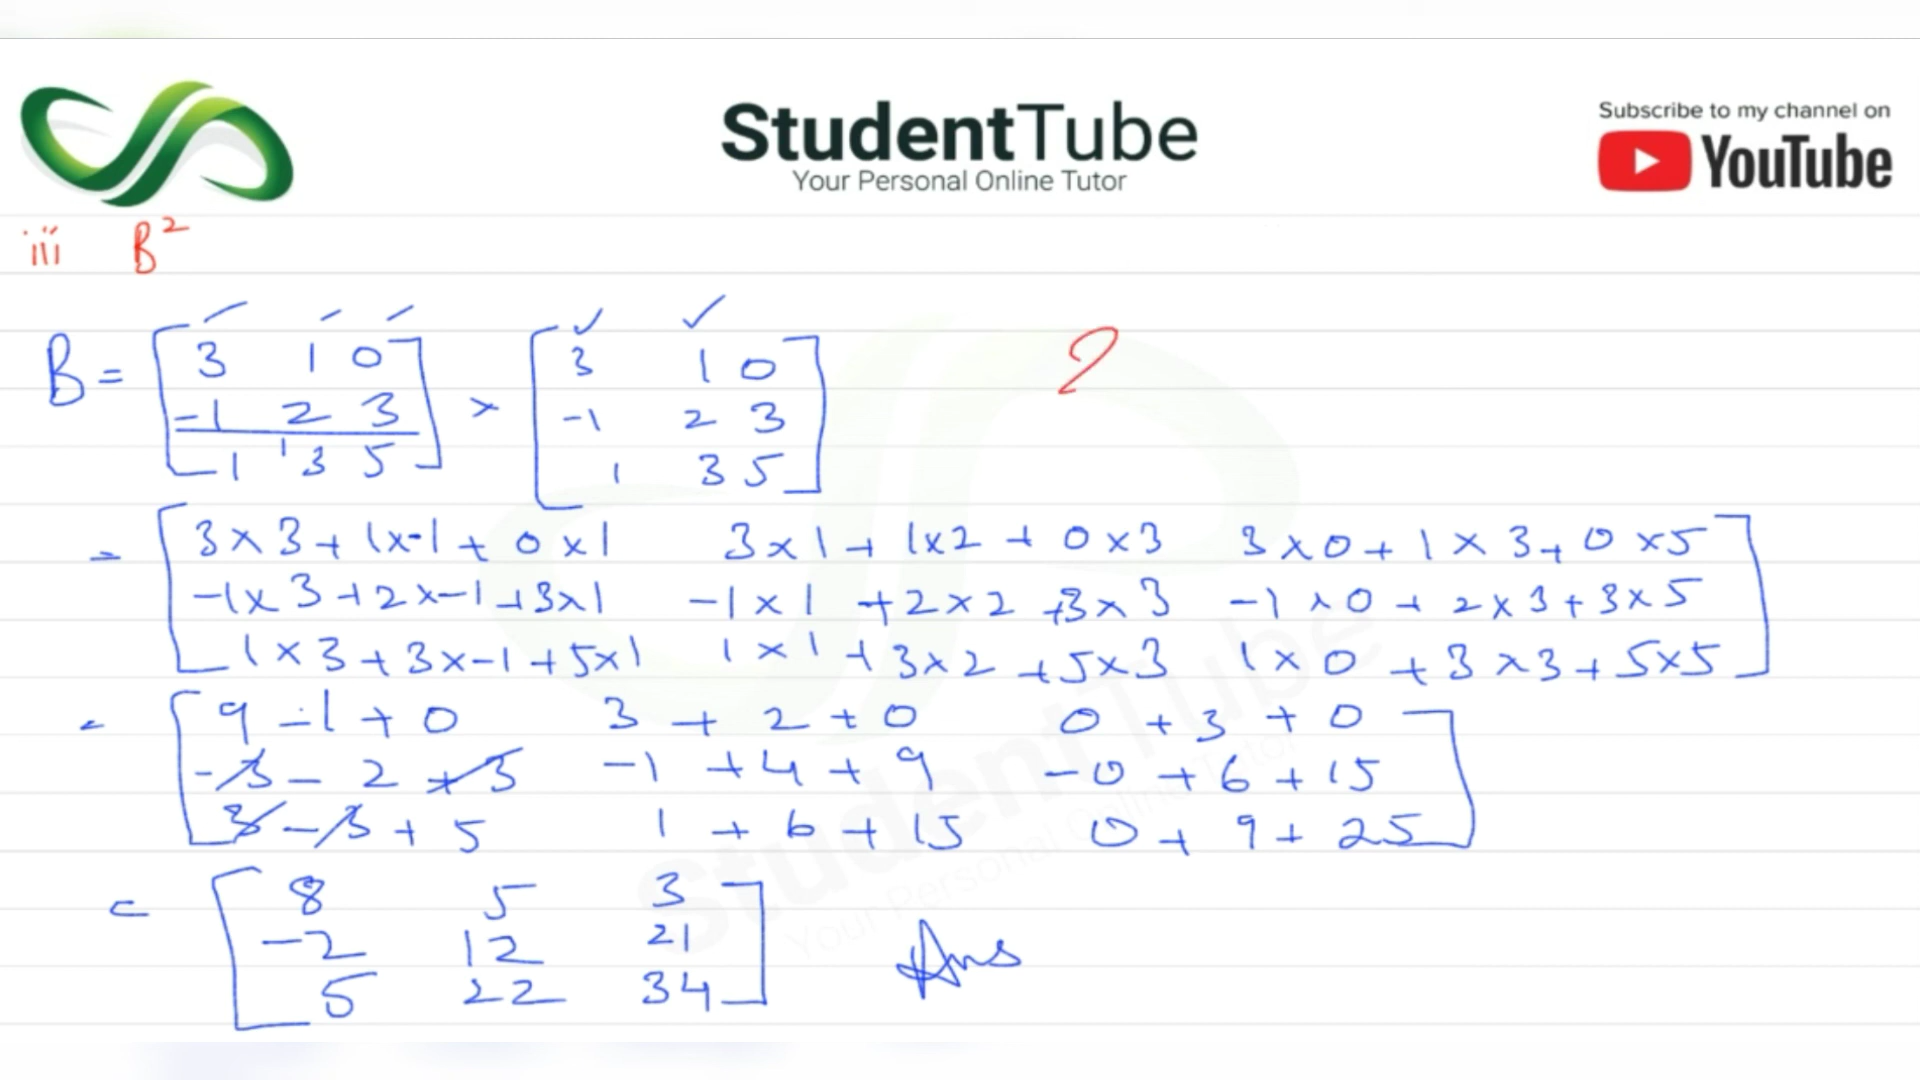 StudentTube
Your Personal Online Tutor
Subscribe to my channel on
YouTube
iii B²
B = [3 1 0] × [3 1 0] 2
-1 2 3 -1 2 3
1 3 5 1 3 5
= [3×3+1×-1+0×1 3×1+1×2+0×3 3×0+1×3+0×5]
-1×3+2×-1+3×1 -1×1+2×2+3×3 -1×0+2×3+3×5
1×3+3×-1+5×1 1×1+3×2+5×3 1×0+3×3+5×5
= [9-1+0 3+2+0 0+3+0]
-3-2+3 -1+4+9 -0+6+15
3-3+5 1+6+15 0+9+25
= [8 5 3]
-2 12 21
5 22 34 Ans
StudentTube
Your Personal Online Tutor